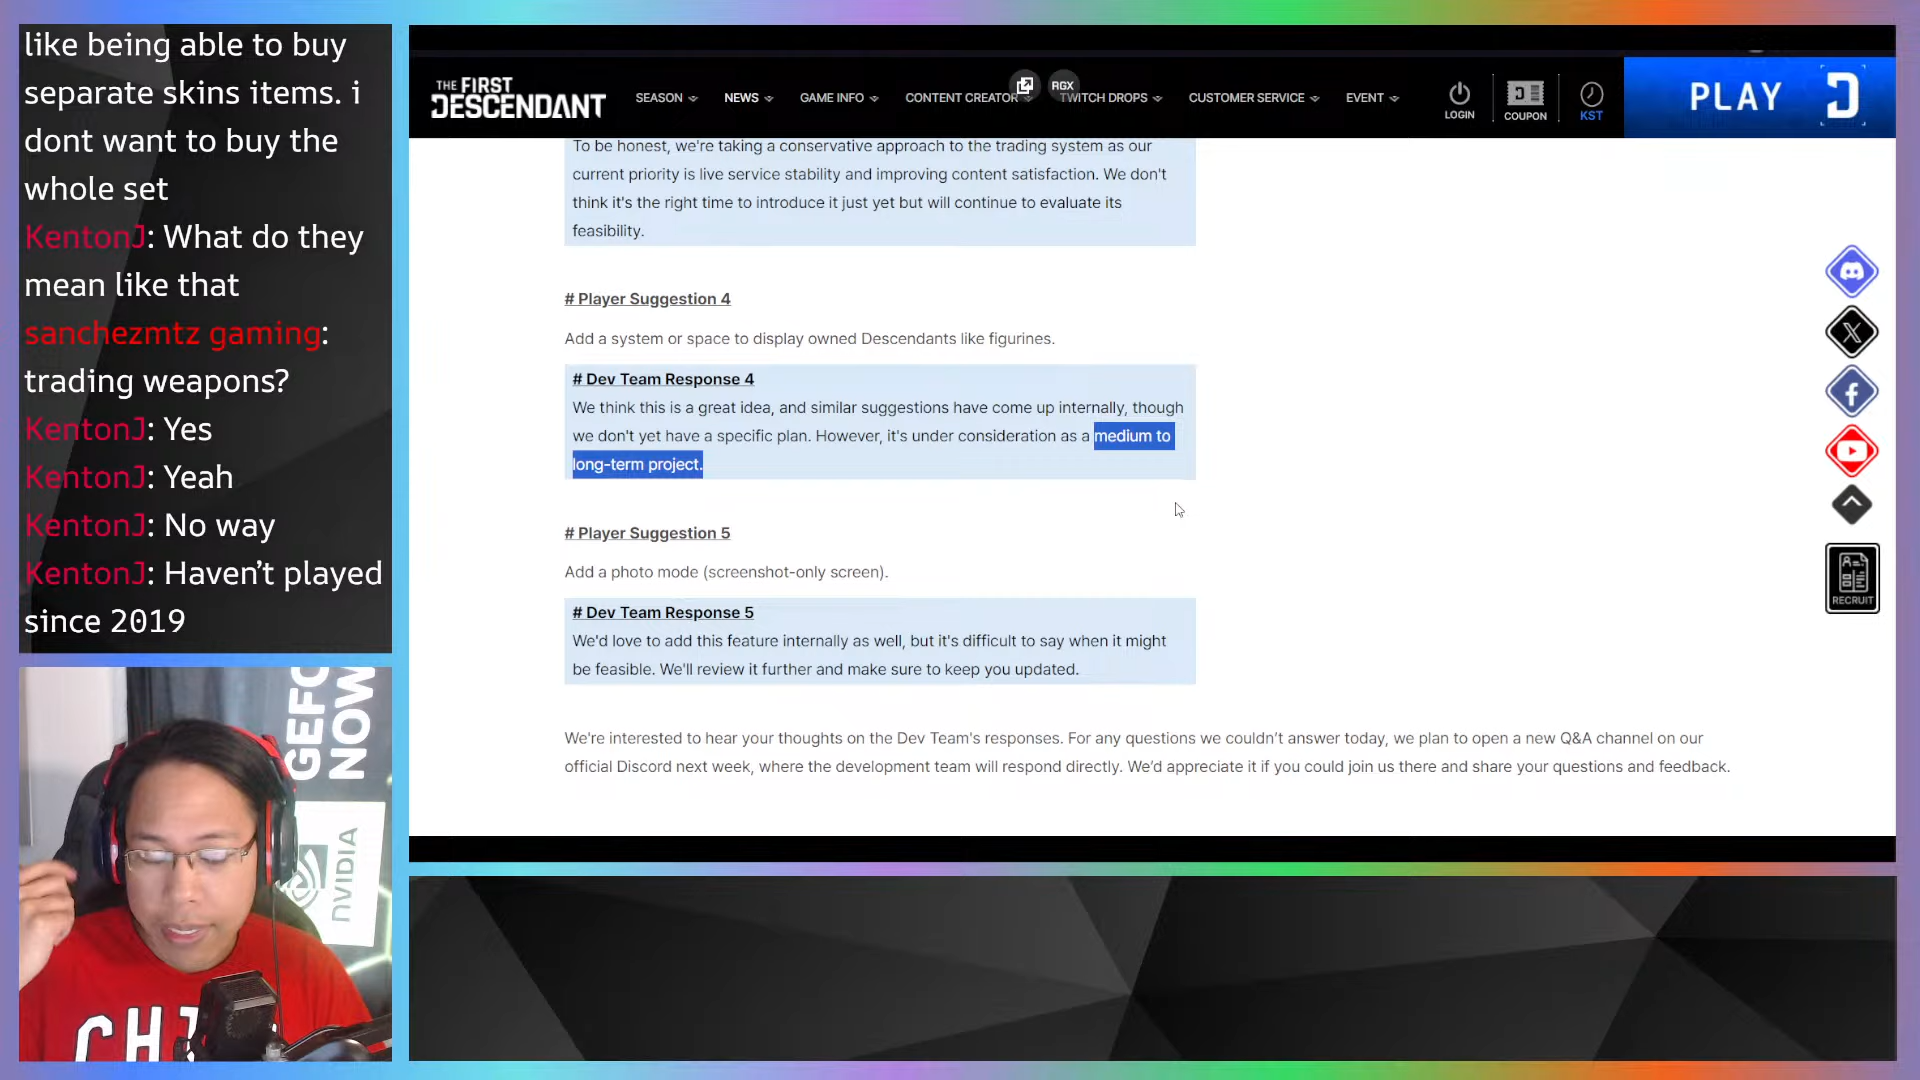 like being able to buy
separate skins items. i
dont want to buy the
whole set
KentonJ: What do they
mean like that
sanchezmtz gaming:
trading weapons?
KentonJ: Yes
KentonJ: Yeah
KentonJ: No way
KentonJ: Haven't played
since 2019
GEFO
NOW
NVIDIA
THE FIRST
DESCENDANT
SEASON
NEWS
GAME INFO
CONTENT CREATOR
RGX
TWITCH DROPS
CUSTOMER SERVICE
EVENT
LOGIN
COUPON
KST
PLAY
To be honest, we're taking a conservative approach to the trading system as our
current priority is live service stability and improving content satisfaction. We don't
think it's the right time to introduce it just yet but will continue to evaluate its
feasibility.
# Player Suggestion 4
Add a system or space to display owned Descendants like figurines.
# Dev Team Response 4
We think this is a great idea, and similar suggestions have come up internally, though
we don't yet have a specific plan. However, it's under consideration as a medium to
long-term project.
# Player Suggestion 5
Add a photo mode (screenshot-only screen).
# Dev Team Response 5
We'd love to add this feature internally as well, but it's difficult to say when it might
be feasible. We'll review it further and make sure to keep you updated.
We're interested to hear your thoughts on the Dev Team's responses. For any questions we couldn't answer today, we plan to open a new Q&A channel on our
official Discord next week, where the development team will respond directly. We'd appreciate it if you could join us there and share your questions and feedback.
RECRUIT